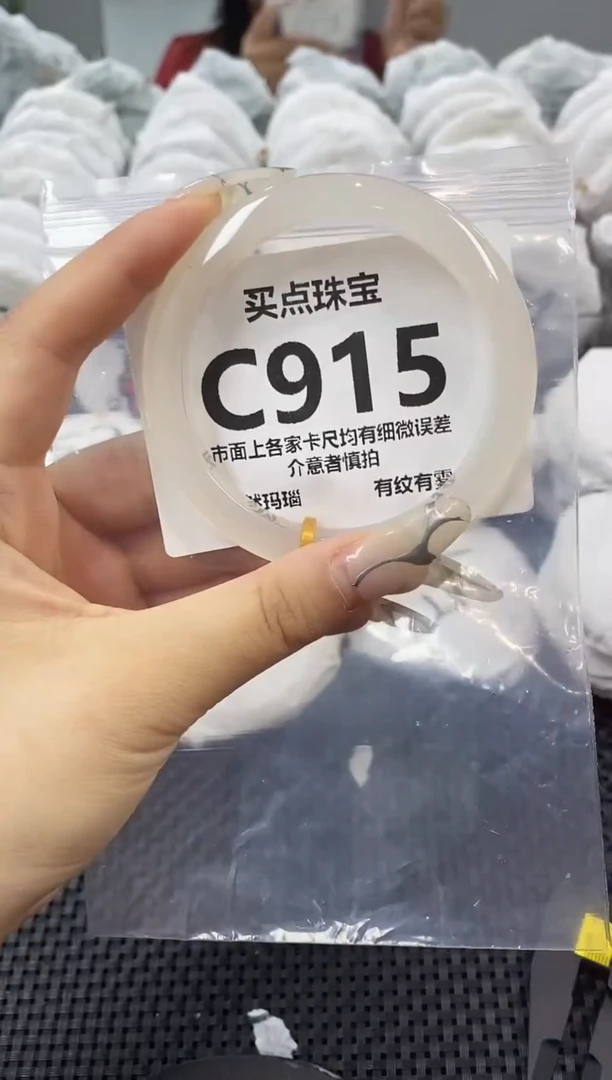 买点珠宝
C915
市面上各家卡尺均有细微误差
介意者慎拍
然玛瑙 有纹有雾